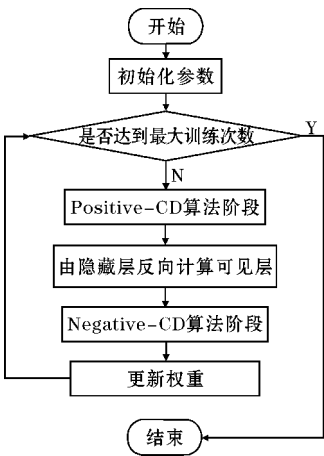 开始
初始化参数
是否达到最大训练次数
Y
N
Positive-CD算法阶段
由隐藏层反向计算可见层
Negative-CD算法阶段
更新权重
结束